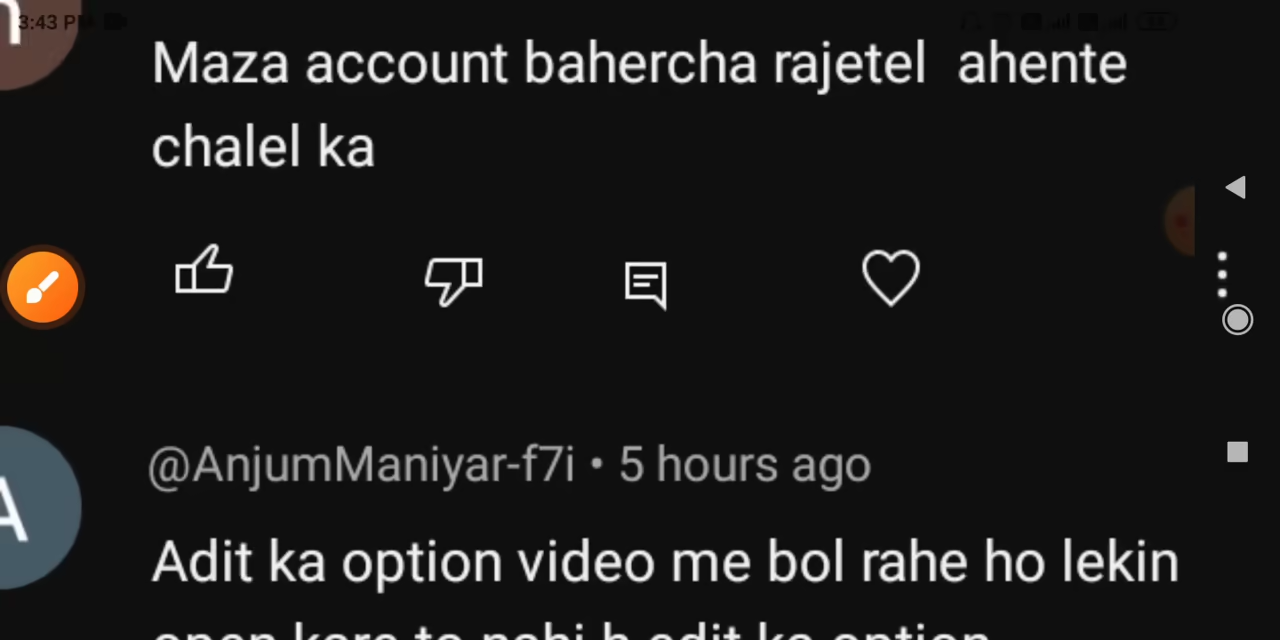 3:43 PM
Maza account bahercha rajetel ahente
chalel ka
@AnjumManiyar-f7i • 5 hours ago
A
Adit ka option video me bol rahe ho lekin
open kare to nahi h edit ka option